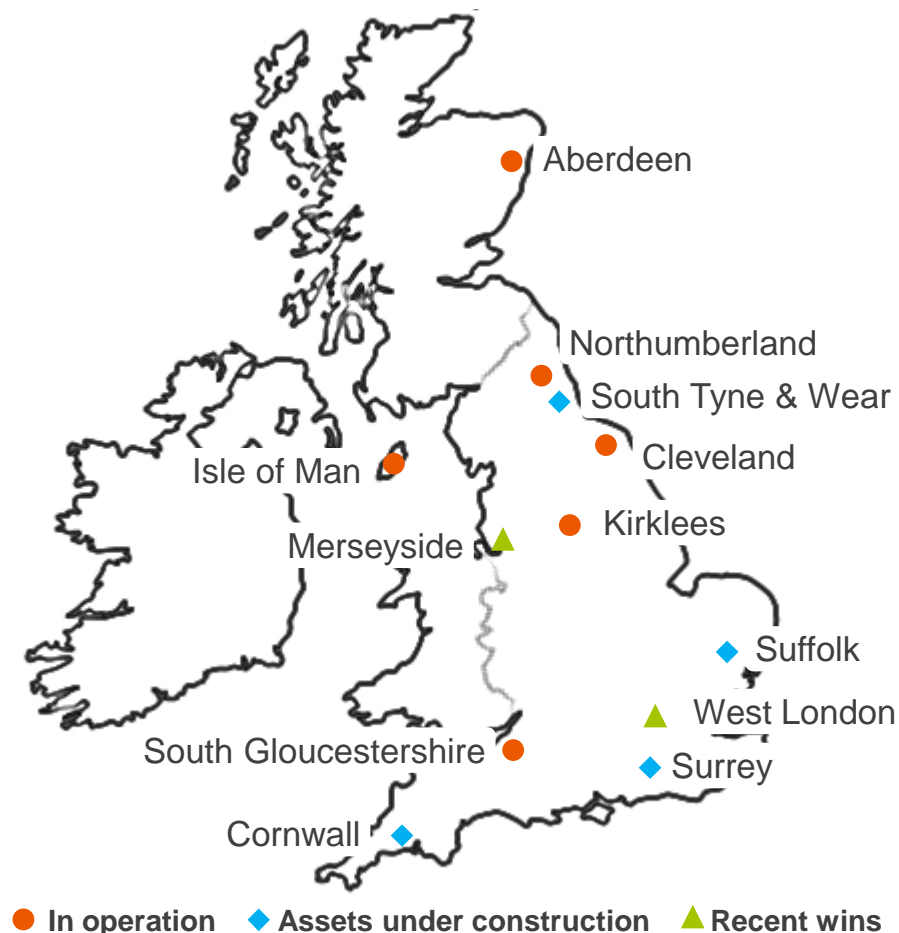 Aberdeen
Northumberland
South Tyne & Wear
Cleveland
Isle of Man
Kirklees
Merseyside
Suffolk
West London
South Gloucestershire
Surrey
Cornwall
In operation Assets under construction Recent wins